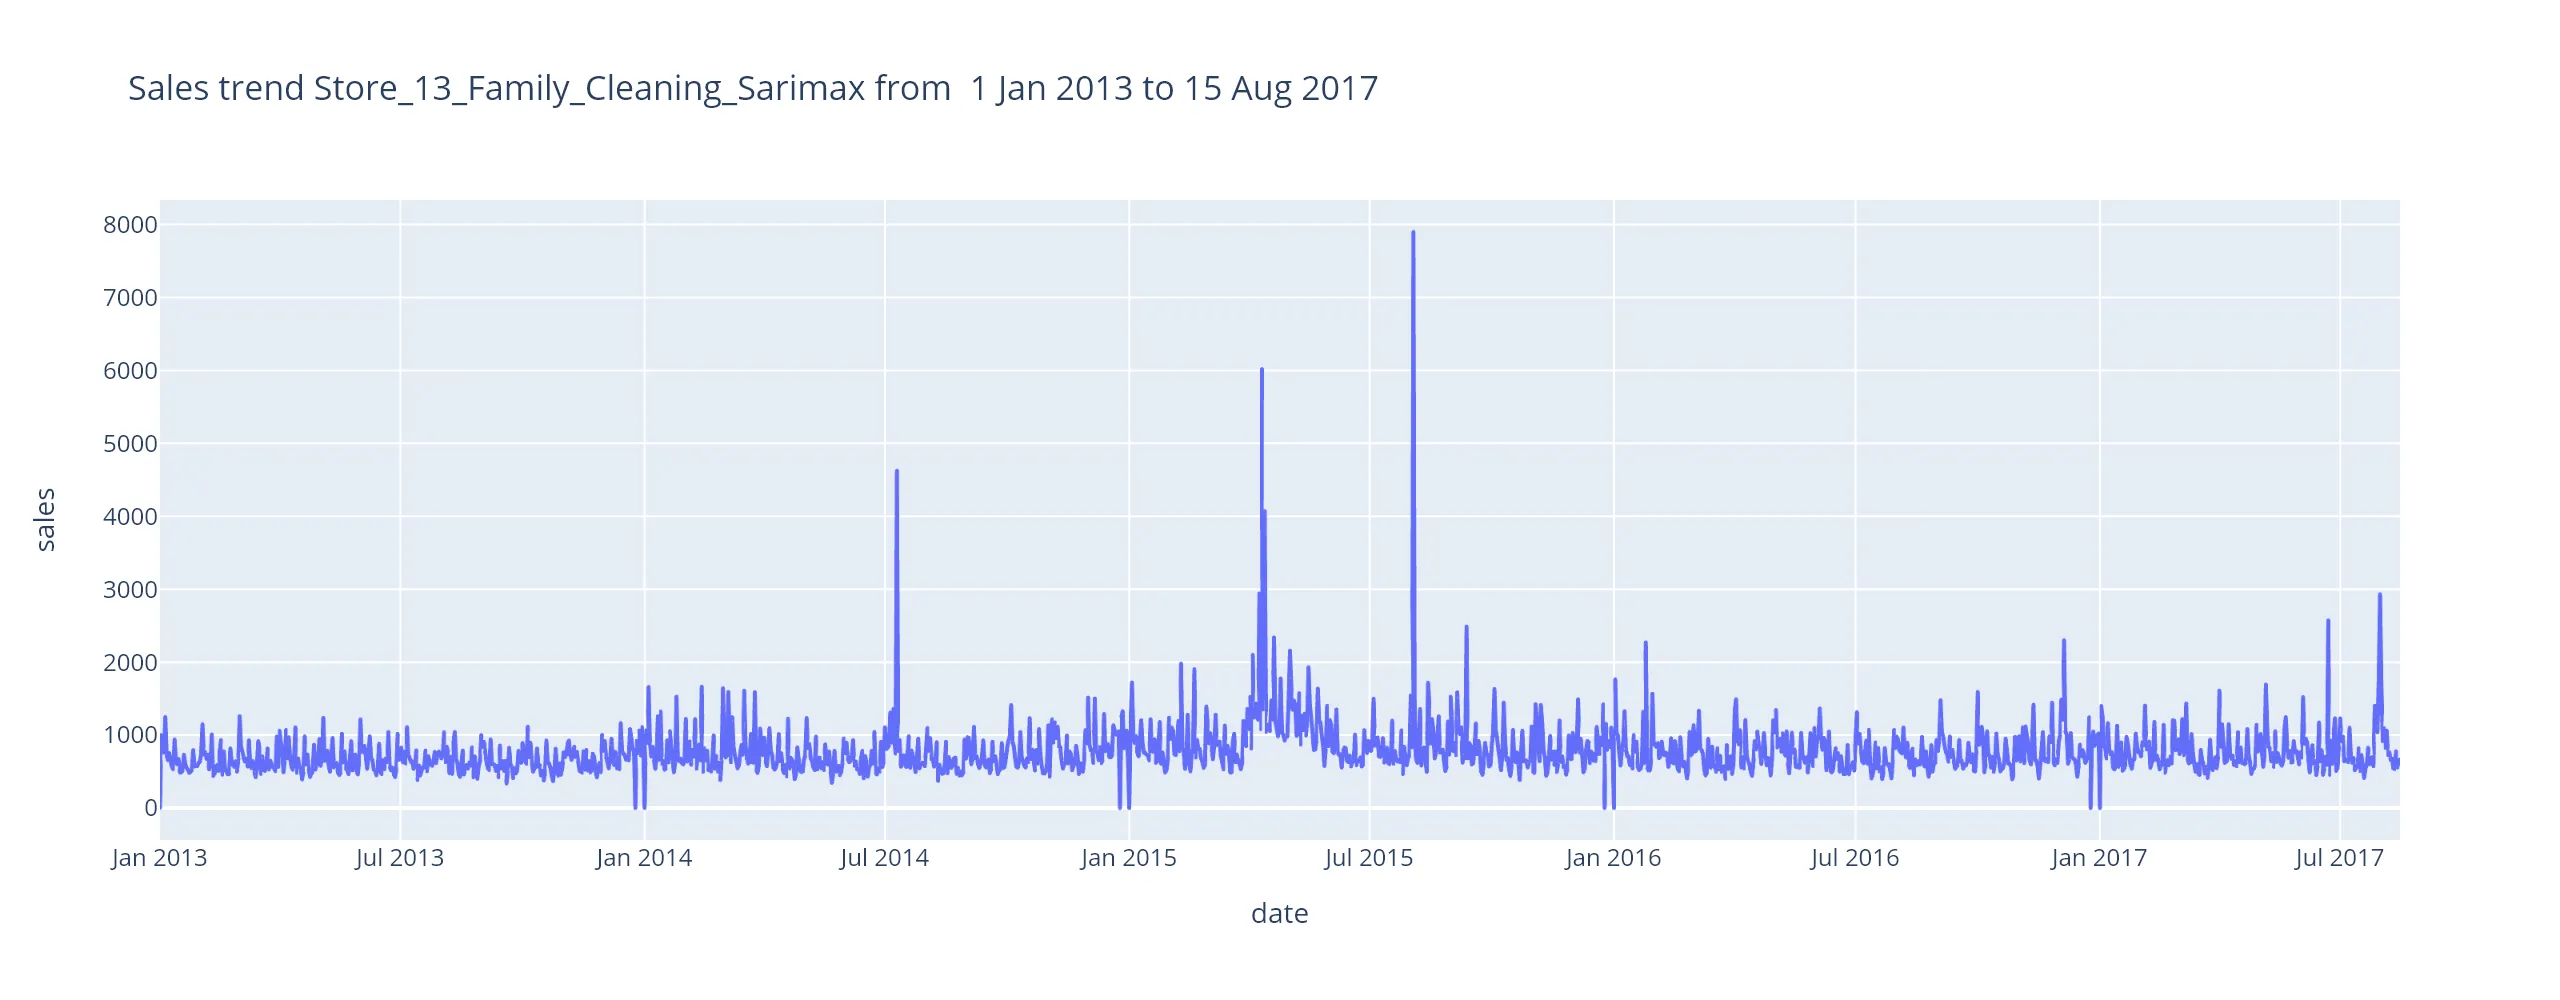 Sales trend Store_13_Family_Cleaning_Sarimax from  1 Jan 2013 to 15 Aug 2017
8000
7000
6000
5000
4000
3000
2000
1000
0
sales
Jan 2013 Jul 2013 Jan 2014 Jul 2014 Jan 2015 Jul 2015 Jan 2016 Jul 2016 Jan 2017 Jul 2017
date